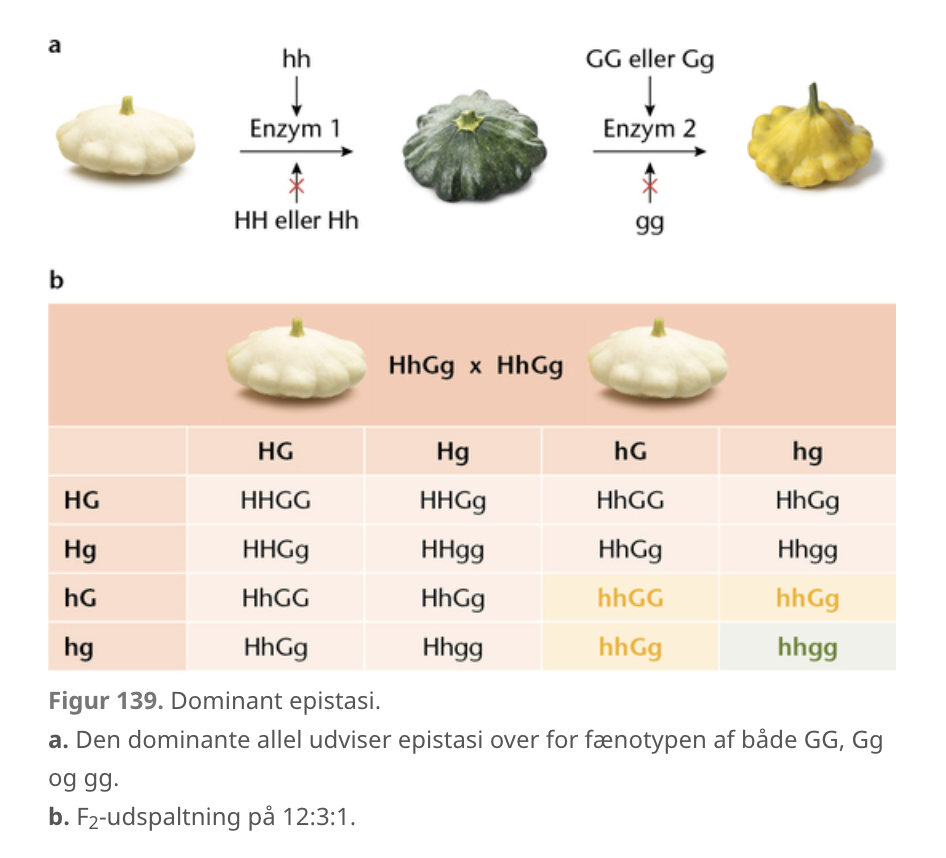 a
hh
GG eller Gg
Enzym 1
Enzym 2
HH eller Hh
gg
b
HhGg x HhGg
HG Hg hG hg
HG HHGG HHGg HhGG HhGg
Hg HHGg HHgg HhGg Hhgg
hG HhGG HhGg hhGG hhGg
hg HhGg Hhgg hhGg hhgg
Figur 139. Dominant epistasi.
a. Den dominante allel udviser epistasi over for fænotypen af både GG, Gg
og gg.
b. F₂-udspaltning på 12:3:1.